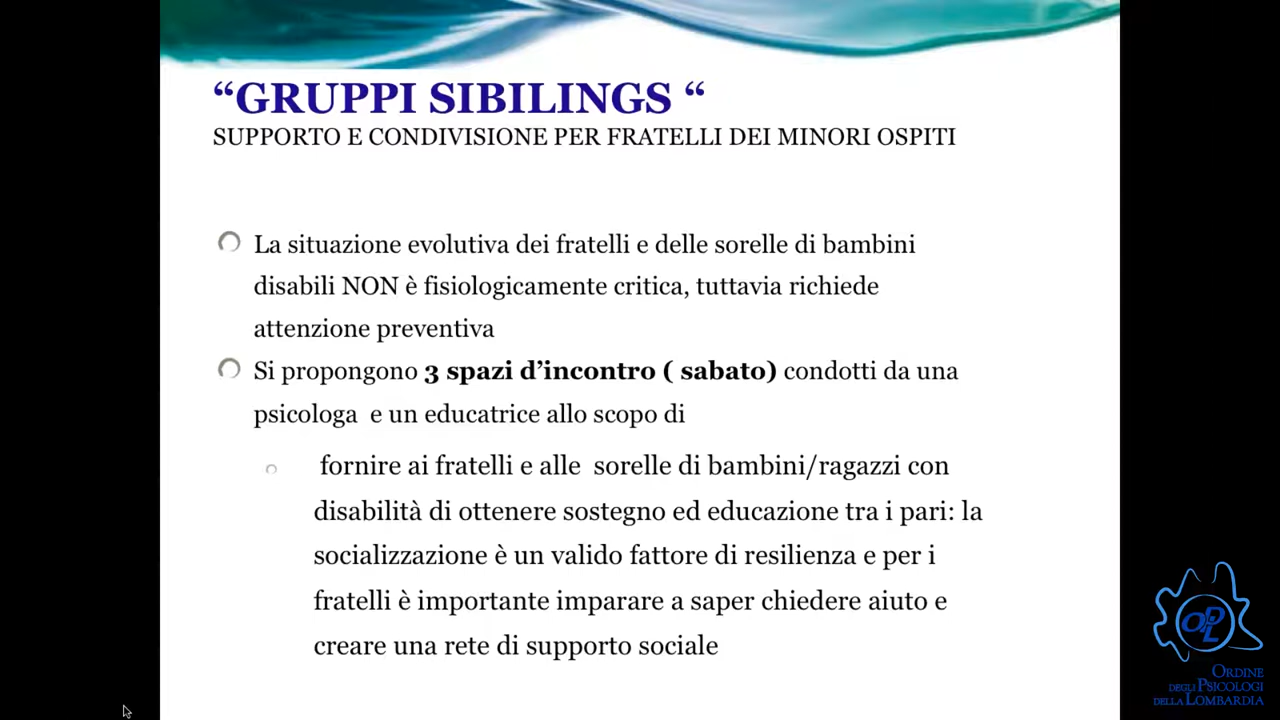 “GRUPPI SIBILINGS “
SUPPORTO E CONDIVISIONE PER FRATELLI DEI MINORI OSPITI
La situazione evolutiva dei fratelli e delle sorelle di bambini
disabili NON è fisiologicamente critica, tuttavia richiede
attenzione preventiva
Si propongono 3 spazi d’incontro ( sabato) condotti da una
psicologa e un educatrice allo scopo di
fornire ai fratelli e alle sorelle di bambini/ragazzi con
disabilità di ottenere sostegno ed educazione tra i pari: la
socializzazione è un valido fattore di resilienza e per i
fratelli è importante imparare a saper chiedere aiuto e
creare una rete di supporto sociale
OPL
ORDINE
DEGLI PSICOLOGI
DELLA LOMBARDIA